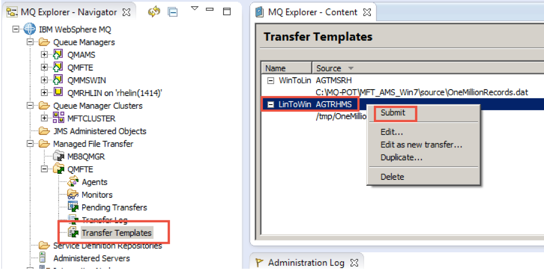 MQ Explorer - Navigator
IBM WebSphere MQ
Queue Managers
QMAMS
QMFTE
QMMSWIN
QMRHLIN on 'rhelin(1414)'
Queue Manager Clusters
MFTCLUSTER
JMS Administered Objects
Managed File Transfer
MB8QMGR
QMFTE
Agents
Monitors
Pending Transfers
Transfer Log
Transfer Templates
Service Definition Repositories
Administered Servers
MQ Explorer - Content
Transfer Templates
Name Source
WinToLin AGTMSRH
C:\MQ-POT\MFT_AMS_Win7\source\OneMillionRecords.dat
LinToWin AGTRHMS
/tmp/OneMillio
Submit
Edit...
Edit as new transfer...
Duplicate...
Delete
Administration Log